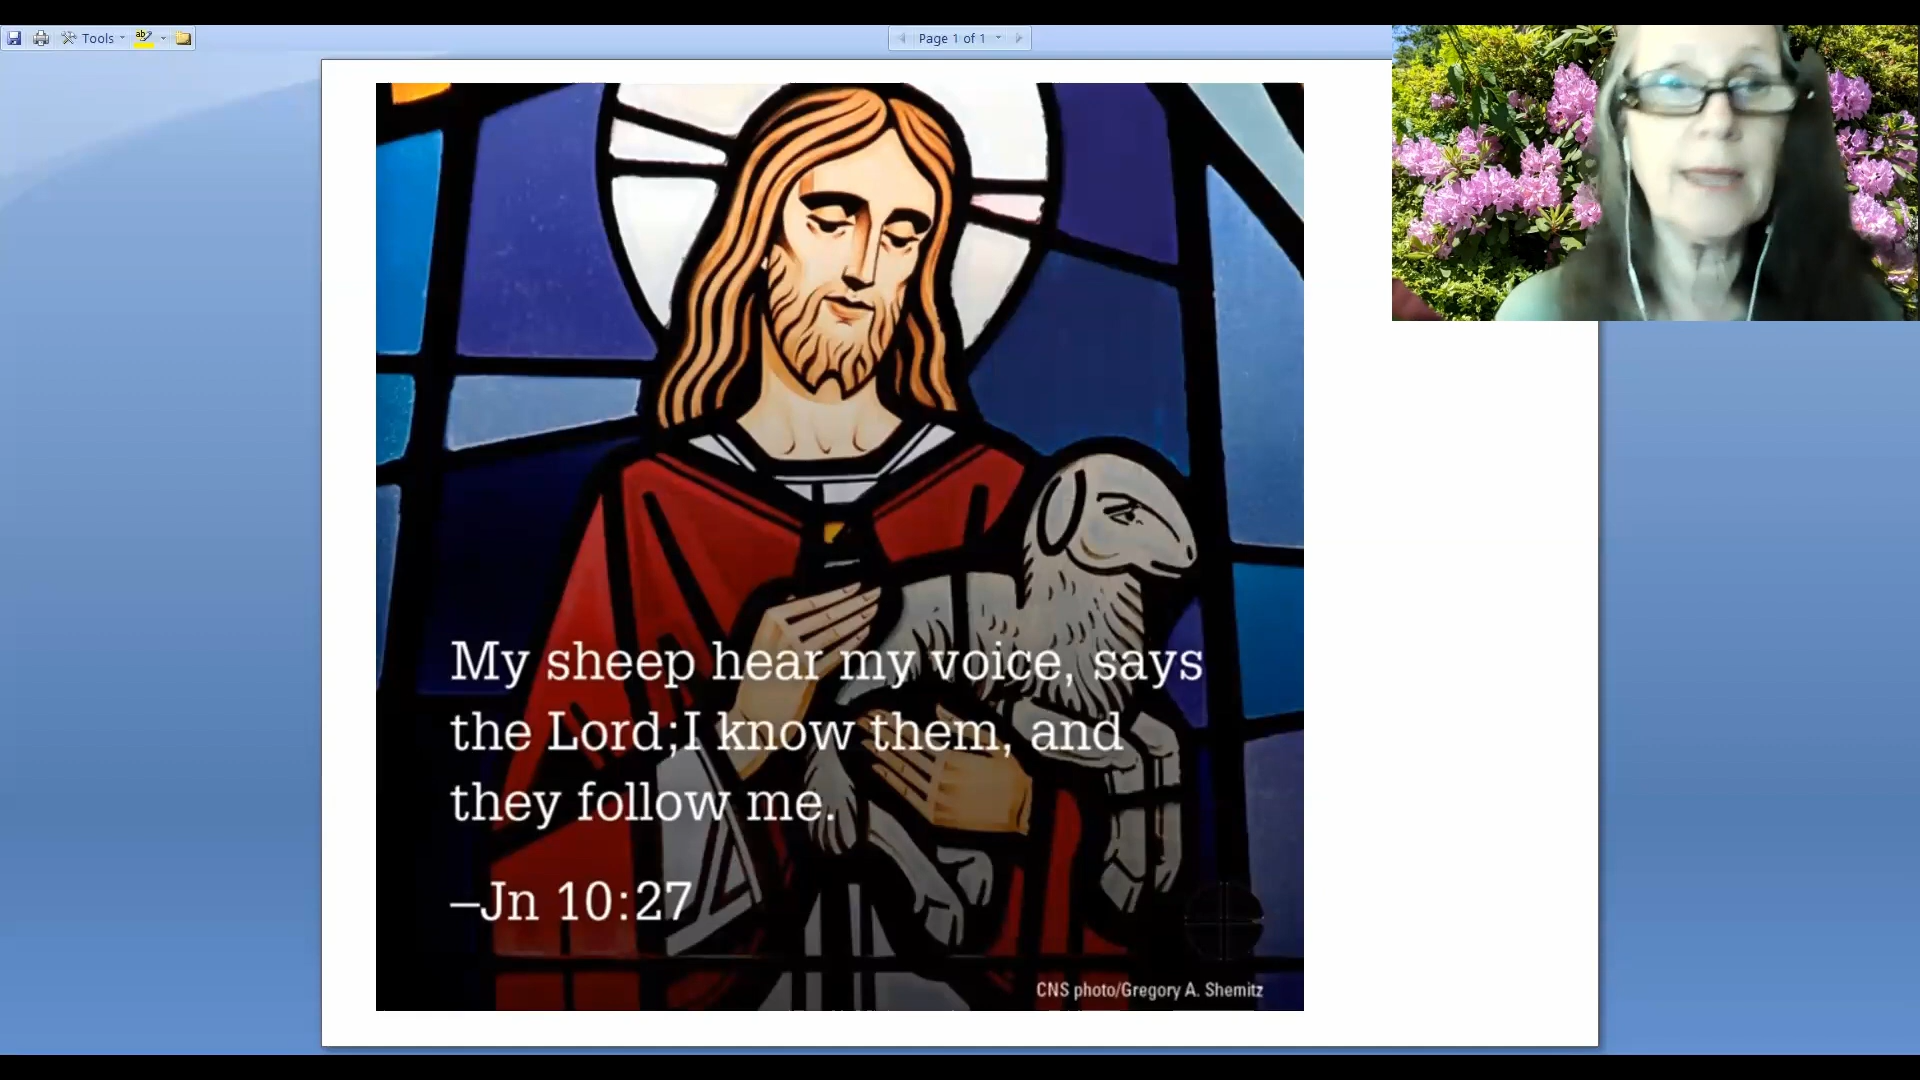 Tools
Page 1 of 1
My sheep hear my voice, says
the Lord;I know them, and
they follow me.
–Jn 10:27
CNS photo/Gregory A. Shemitz